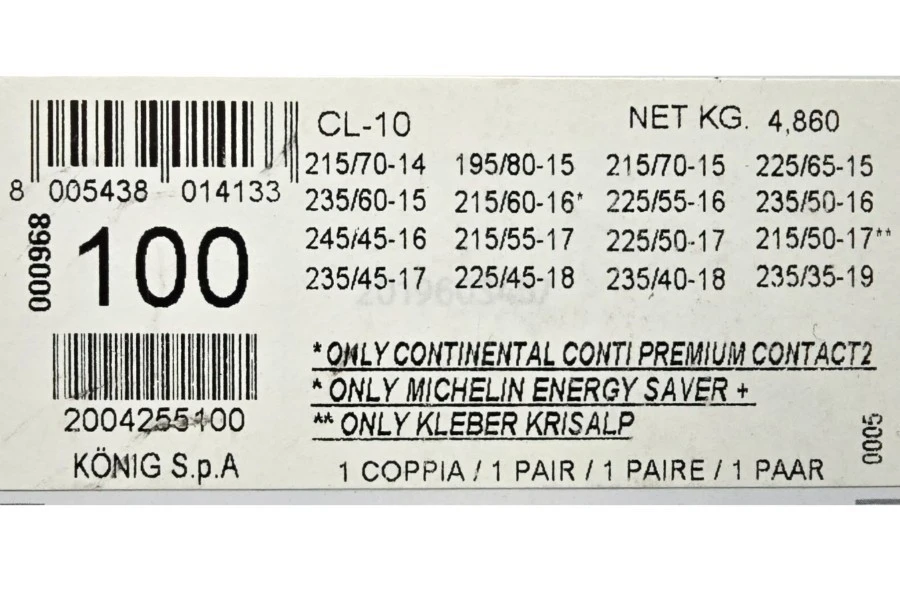 CL-10 NET KG. 4,860
215/70-14 195/80-15 215/70-15 225/65-15
235/60-15 215/60-16* 225/55-16 235/50-16
245/45-16 215/55-17 225/50-17 215/50-17**
235/45-17 225/45-18 235/40-18 235/35-19
8 005438 014133
000968
100
2004255100
KÖNIG S.p.A
* ONLY CONTINENTAL CONTI PREMIUM CONTACT2
* ONLY MICHELIN ENERGY SAVER +
** ONLY KLEBER KRISALP
1 COPPIA / 1 PAIR / 1 PAIRE / 1 PAAR
0005